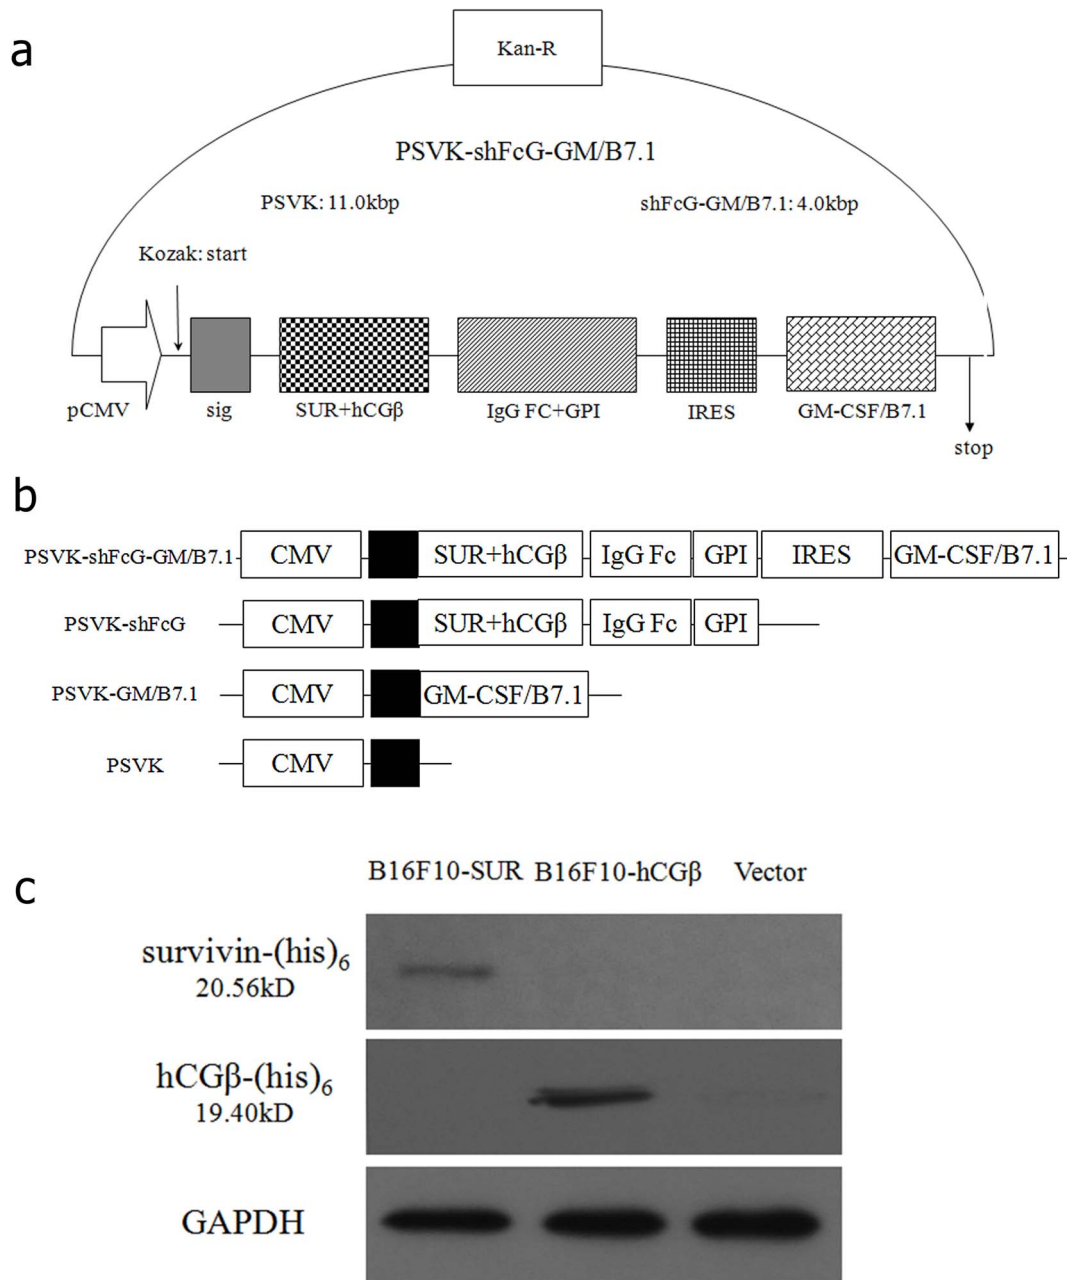 a
Kan-R
PSVK-shFcG-GM/B7.1
PSVK: 11.0kbp
shFcG-GM/B7.1: 4.0kbp
Kozak: start
pCMV
sig
SUR+hCGβ
IgG FC+GPI
IRES
GM-CSF/B7.1
stop
b
PSVK-shFcG-GM/B7.1
CMV
SUR+hCGβ
IgG Fc
GPI
IRES
GM-CSF/B7.1
PSVK-shFcG
CMV
SUR+hCGβ
IgG Fc
GPI
PSVK-GM/B7.1
CMV
GM-CSF/B7.1
PSVK
CMV
c
B16F10-SUR
B16F10-hCGβ
Vector
survivin-(his)6
20.56kD
hCGβ-(his)6
19.40kD
GAPDH